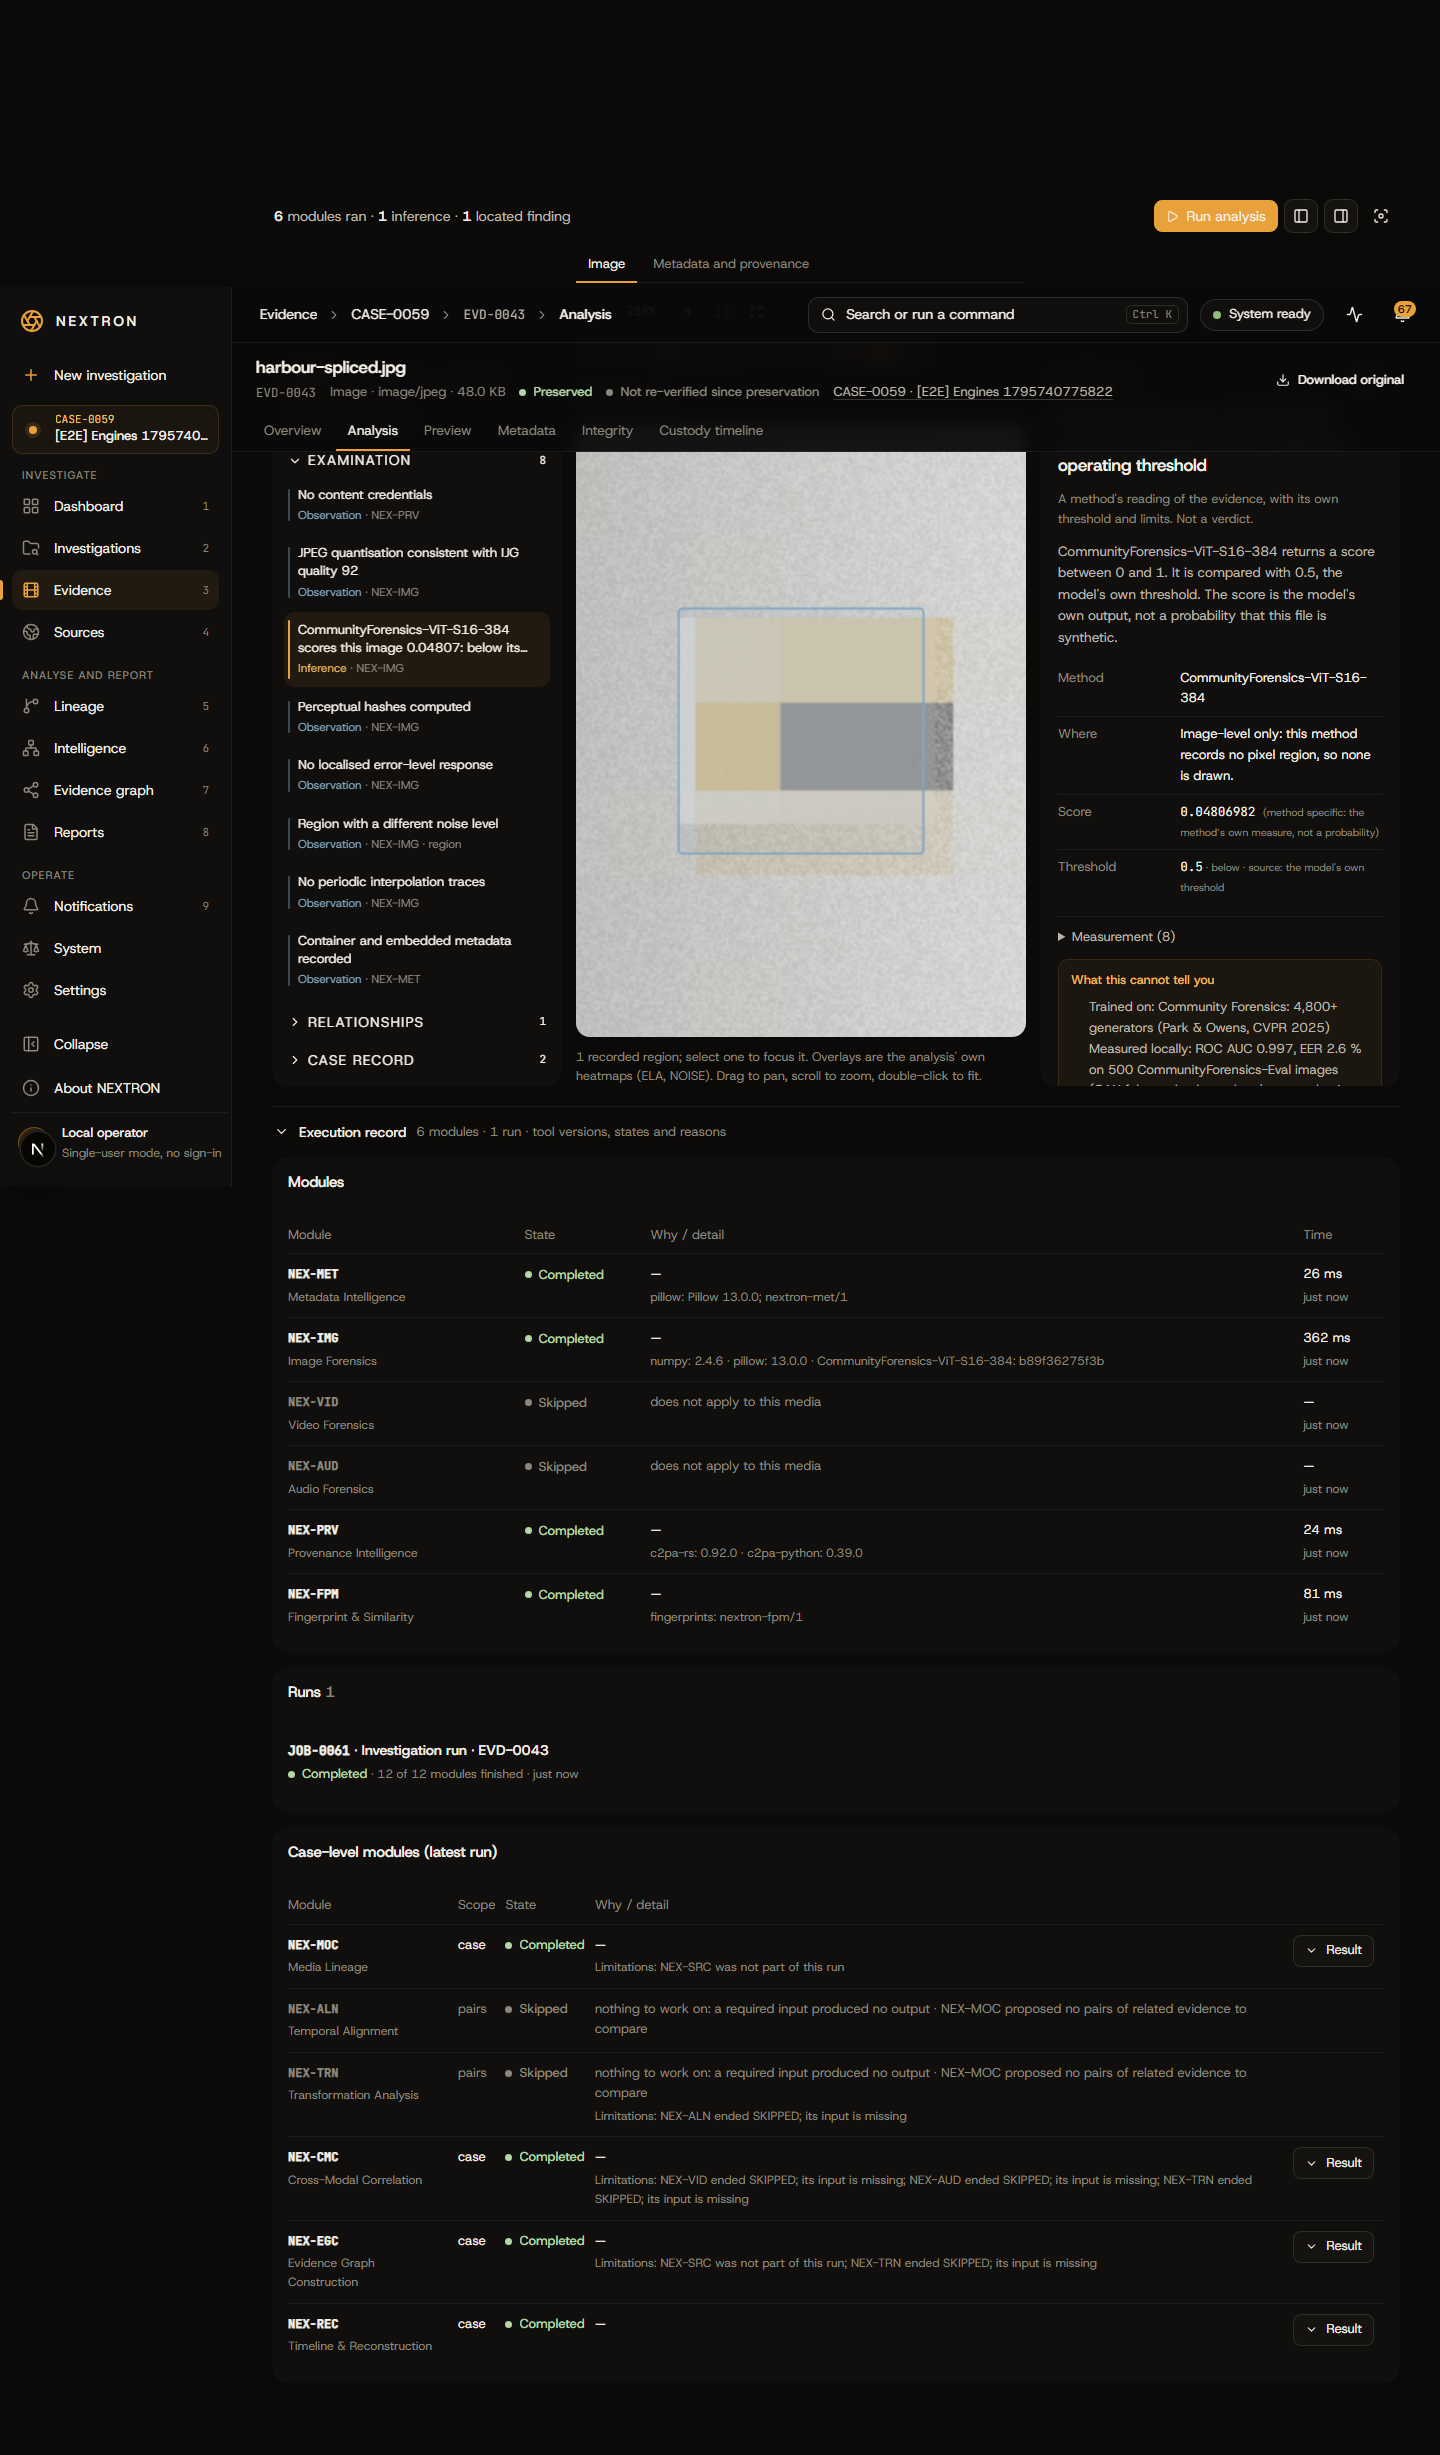 6 modules ran · 1 inference · 1 located finding
Run analysis
Image
Metadata and provenance
NEXTRON
Evidence > CASE-0059 > EVD-0043 > Analysis
Search or run a command
Ctrl K
System ready
67
New investigation
CASE-0059
[E2E] Engines 1795740...
INVESTIGATE
Dashboard 1
Investigations 2
Evidence 3
Sources 4
ANALYSE AND REPORT
Lineage 5
Intelligence 6
Evidence graph 7
Reports 8
OPERATE
Notifications 9
System
Settings
Collapse
About NEXTRON
N
Local operator
Single-user mode, no sign-in
harbour-spliced.jpg
EVD-0043 Image · image/jpeg · 48.0 KB Preserved Not re-verified since preservation CASE-0059 · [E2E] Engines 1795740775822
Download original
Overview Analysis Preview Metadata Integrity Custody timeline
EXAMINATION 8
No content credentials
Observation · NEX-PRV
JPEG quantisation consistent with IJG
quality 92
Observation · NEX-IMG
CommunityForensics-ViT-S16-384
scores this image 0.04807: below its...
Inference · NEX-IMG
Perceptual hashes computed
Observation · NEX-IMG
No localised error-level response
Observation · NEX-IMG
Region with a different noise level
Observation · NEX-IMG · region
No periodic interpolation traces
Observation · NEX-IMG
Container and embedded metadata
recorded
Observation · NEX-MET
RELATIONSHIPS 1
CASE RECORD 2
1 recorded region; select one to focus it. Overlays are the analysis' own
heatmaps (ELA, NOISE). Drag to pan, scroll to zoom, double-click to fit.
operating threshold
A method's reading of the evidence, with its own
threshold and limits. Not a verdict.
CommunityForensics-ViT-S16-384 returns a score
between 0 and 1. It is compared with 0.5, the
model's own threshold. The score is the model's
own output, not a probability that this file is
synthetic.
Method CommunityForensics-ViT-S16-
384
Where Image-level only: this method
records no pixel region, so none
is drawn.
Score 0.04806982 (method specific: the
method's own measure, not a probability)
Threshold 0.5 · below · source: the model's own
threshold
Measurement (8)
What this cannot tell you
Trained on: Community Forensics: 4,800+
generators (Park & Owens, CVPR 2025)
Measured locally: ROC AUC 0.997, EER 2.6 %
on 500 CommunityForensics-Eval images
Execution record 6 modules · 1 run · tool versions, states and reasons
Modules
Module State Why / detail Time
NEX-MET Completed — 26 ms
Metadata Intelligence pillow: Pillow 13.0.0; nextron-met/1 just now
NEX-IMG Completed — 362 ms
Image Forensics numpy: 2.4.6 · pillow: 13.0.0 · CommunityForensics-ViT-S16-384: b89f36275f3b just now
NEX-VID Skipped does not apply to this media —
Video Forensics just now
NEX-AUD Skipped does not apply to this media —
Audio Forensics just now
NEX-PRV Completed — 24 ms
Provenance Intelligence c2pa-rs: 0.92.0 · c2pa-python: 0.39.0 just now
NEX-FPM Completed — 81 ms
Fingerprint & Similarity fingerprints: nextron-fpm/1 just now
Runs 1
JOB-0061 · Investigation run · EVD-0043
Completed · 12 of 12 modules finished · just now
Case-level modules (latest run)
Module Scope State Why / detail
NEX-MOC case Completed — Result
Media Lineage Limitations: NEX-SRC was not part of this run
NEX-ALN pairs Skipped nothing to work on: a required input produced no output · NEX-MOC proposed no pairs of related evidence to
Temporal Alignment compare
NEX-TRN pairs Skipped nothing to work on: a required input produced no output · NEX-MOC proposed no pairs of related evidence to
Transformation Analysis compare
Limitations: NEX-ALN ended SKIPPED; its input is missing
NEX-CMC case Completed — Result
Cross-Modal Correlation Limitations: NEX-VID ended SKIPPED; its input is missing; NEX-AUD ended SKIPPED; its input is missing; NEX-TRN ended
SKIPPED; its input is missing
NEX-EGC case Completed — Result
Evidence Graph Limitations: NEX-SRC was not part of this run; NEX-TRN ended SKIPPED; its input is missing
Construction
NEX-REC case Completed — Result
Timeline & Reconstruction